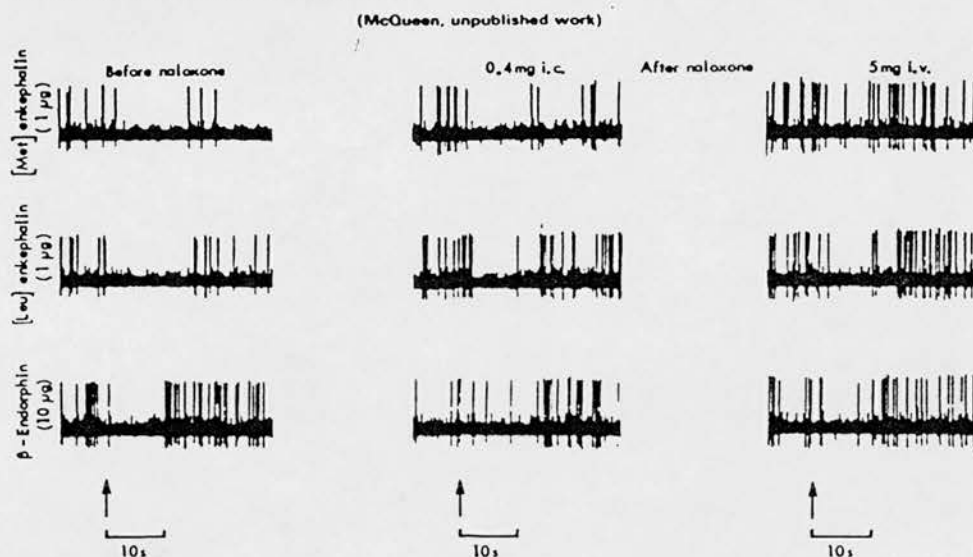 (McQueen, unpublished work)
Before naloxone
0.4mg i.c.
After naloxone
5mg i.v.
[Met] enkephalin
(1 µg)
[Leu] enkephalin
(1 µg)
β-Endorphin
(10 µg)
10s
10s
10s